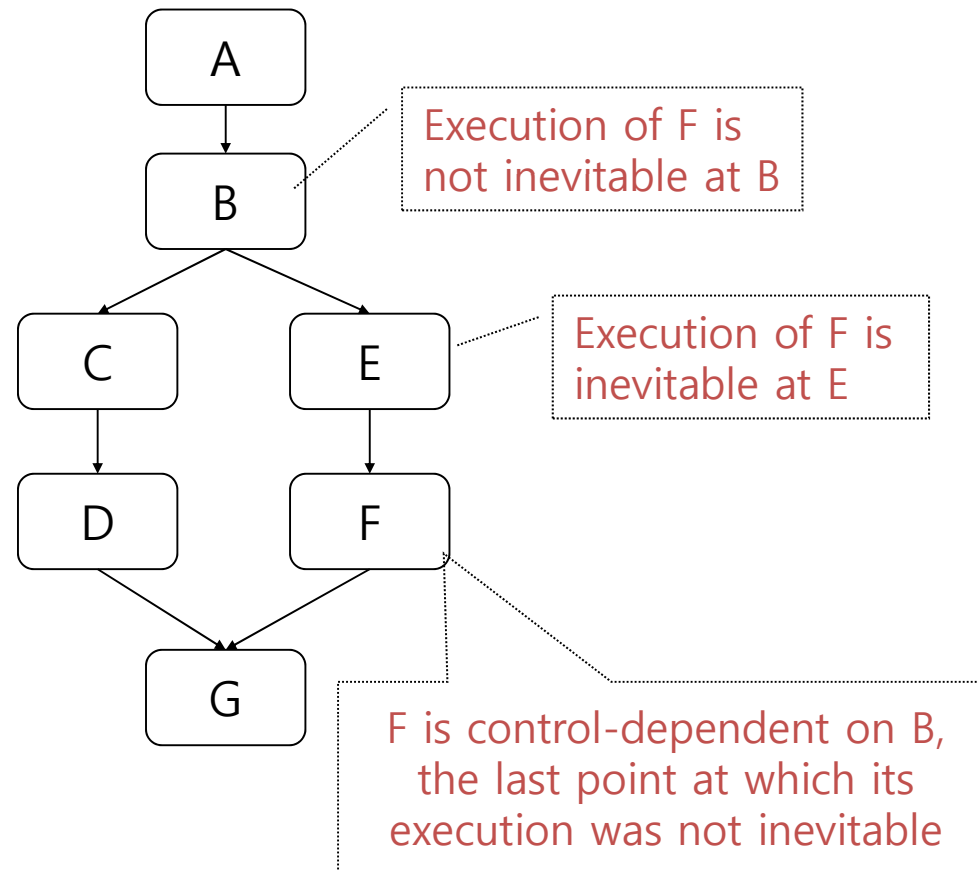 A
B
Execution of F is
not inevitable at B
C
E
Execution of F is
inevitable at E
D
F
G
F is control-dependent on B,
the last point at which its
execution was not inevitable